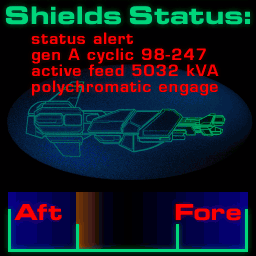 Shields Status:
status alert
gen A cyclic 98-247
active feed 5032 kVA
polychromatic engage
Aft Fore